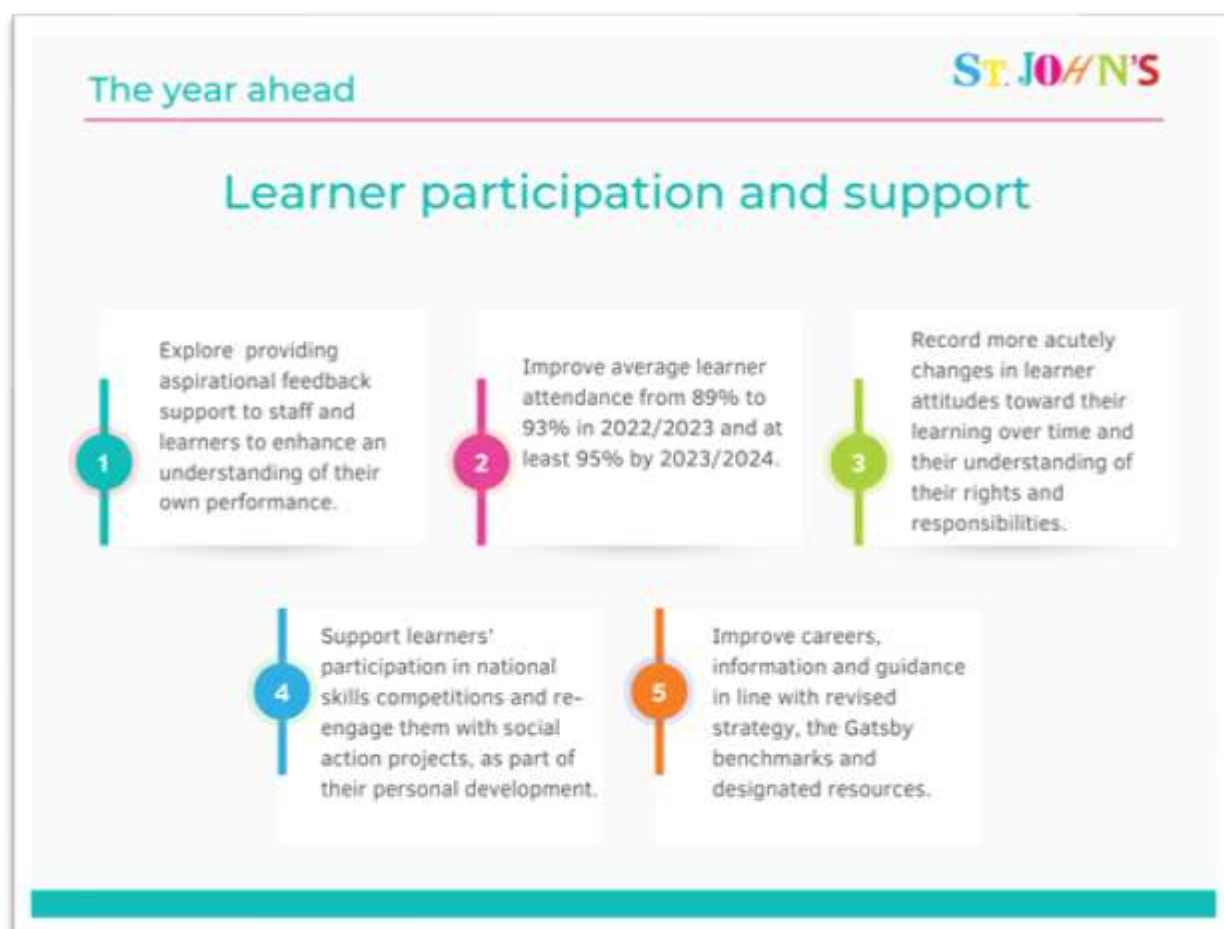 The year ahead
ST. JOHN'S
Learner participation and support
1
Explore providing
aspirational feedback
support to staff and
learners to enhance an
understanding of their
own performance.
2
Improve average learner
attendance from 89% to
93% in 2022/2023 and at
least 95% by 2023/2024.
3
Record more acutely
changes in learner
attitudes toward their
learning over time and
their understanding of
their rights and
responsibilities.
4
Support learners'
participation in national
skills competitions and re-
engage them with social
action projects, as part of
their personal development.
5
Improve careers,
information and guidance
in line with revised
strategy, the Gatsby
benchmarks and
designated resources.